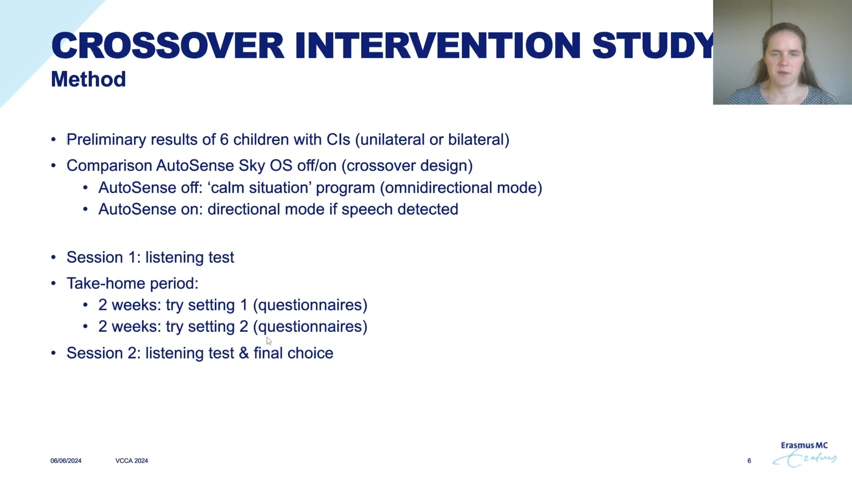 CROSSOVER INTERVENTION STUDY
Method
• Preliminary results of 6 children with CIs (unilateral or bilateral)
• Comparison AutoSense Sky OS off/on (crossover design)
• AutoSense off: ‘calm situation’ program (omnidirectional mode)
• AutoSense on: directional mode if speech detected
• Session 1: listening test
• Take-home period:
• 2 weeks: try setting 1 (questionnaires)
• 2 weeks: try setting 2 (questionnaires)
• Session 2: listening test & final choice
06/06/2024 VCCA 2024 6
Erasmus MC
Erasmus